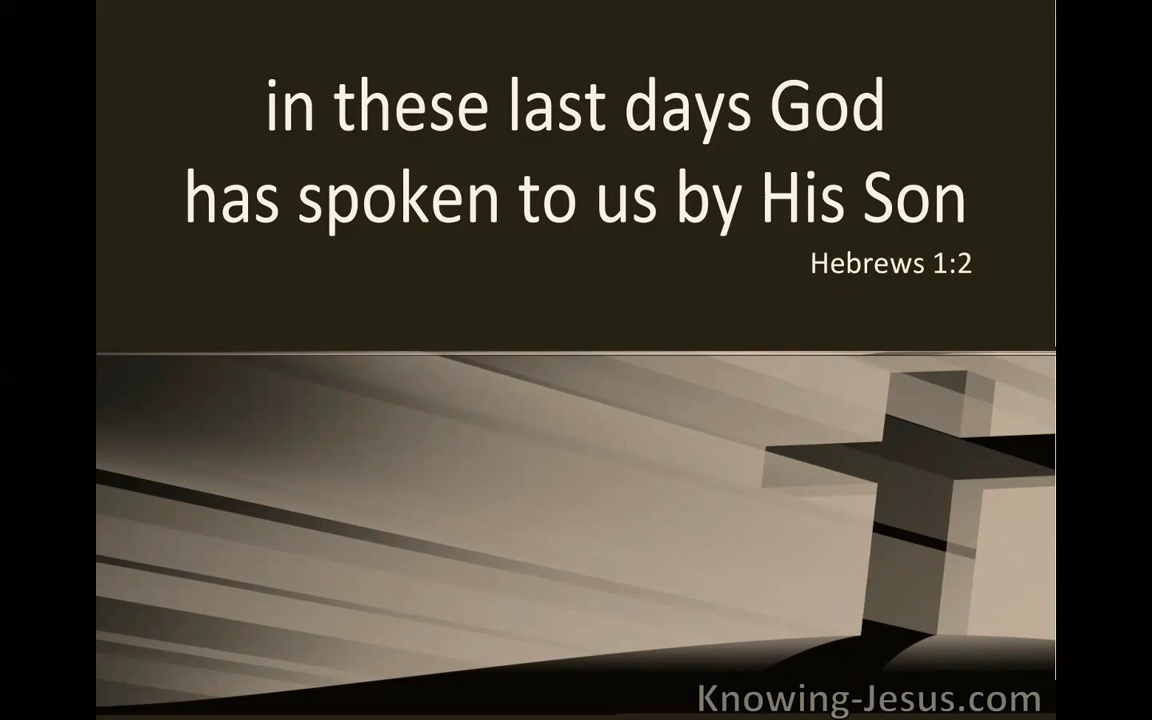 in these last days God
has spoken to us by His Son
Hebrews 1:2
Knowing-Jesus.com